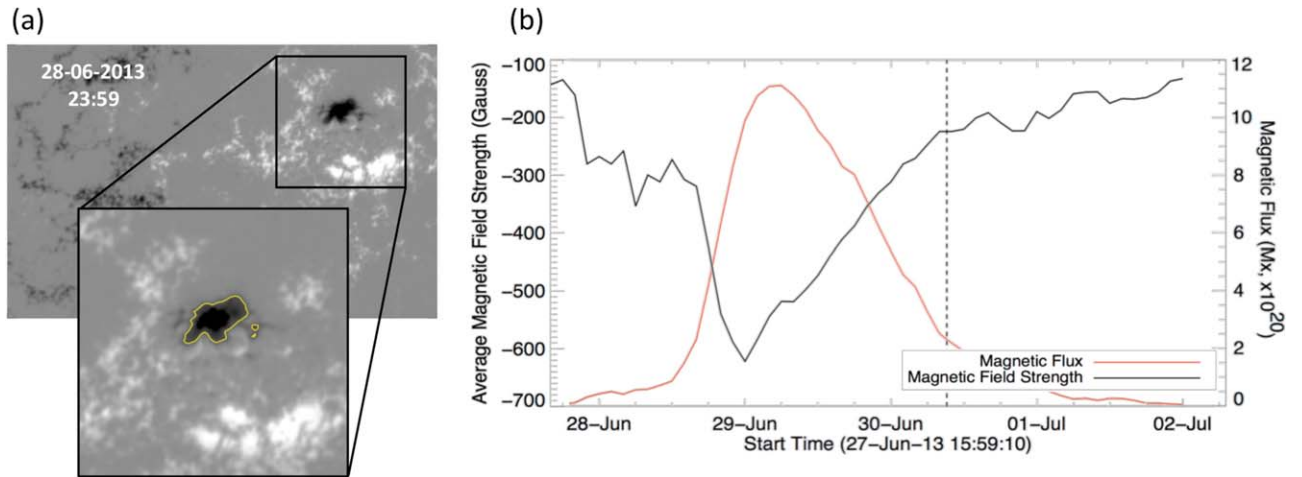 (a)
28-06-2013
23:59
(b)
Average Magnetic Field Strength (Gauss)
-100
-200
-300
-400
-500
-600
-700
12
10
8
6
4
2
0
Magnetic Flux (Mx, x10^20)
Magnetic Flux
Magnetic Field Strength
28-Jun
29-Jun
30-Jun
01-Jul
02-Jul
Start Time (27-Jun-13 15:59:10)